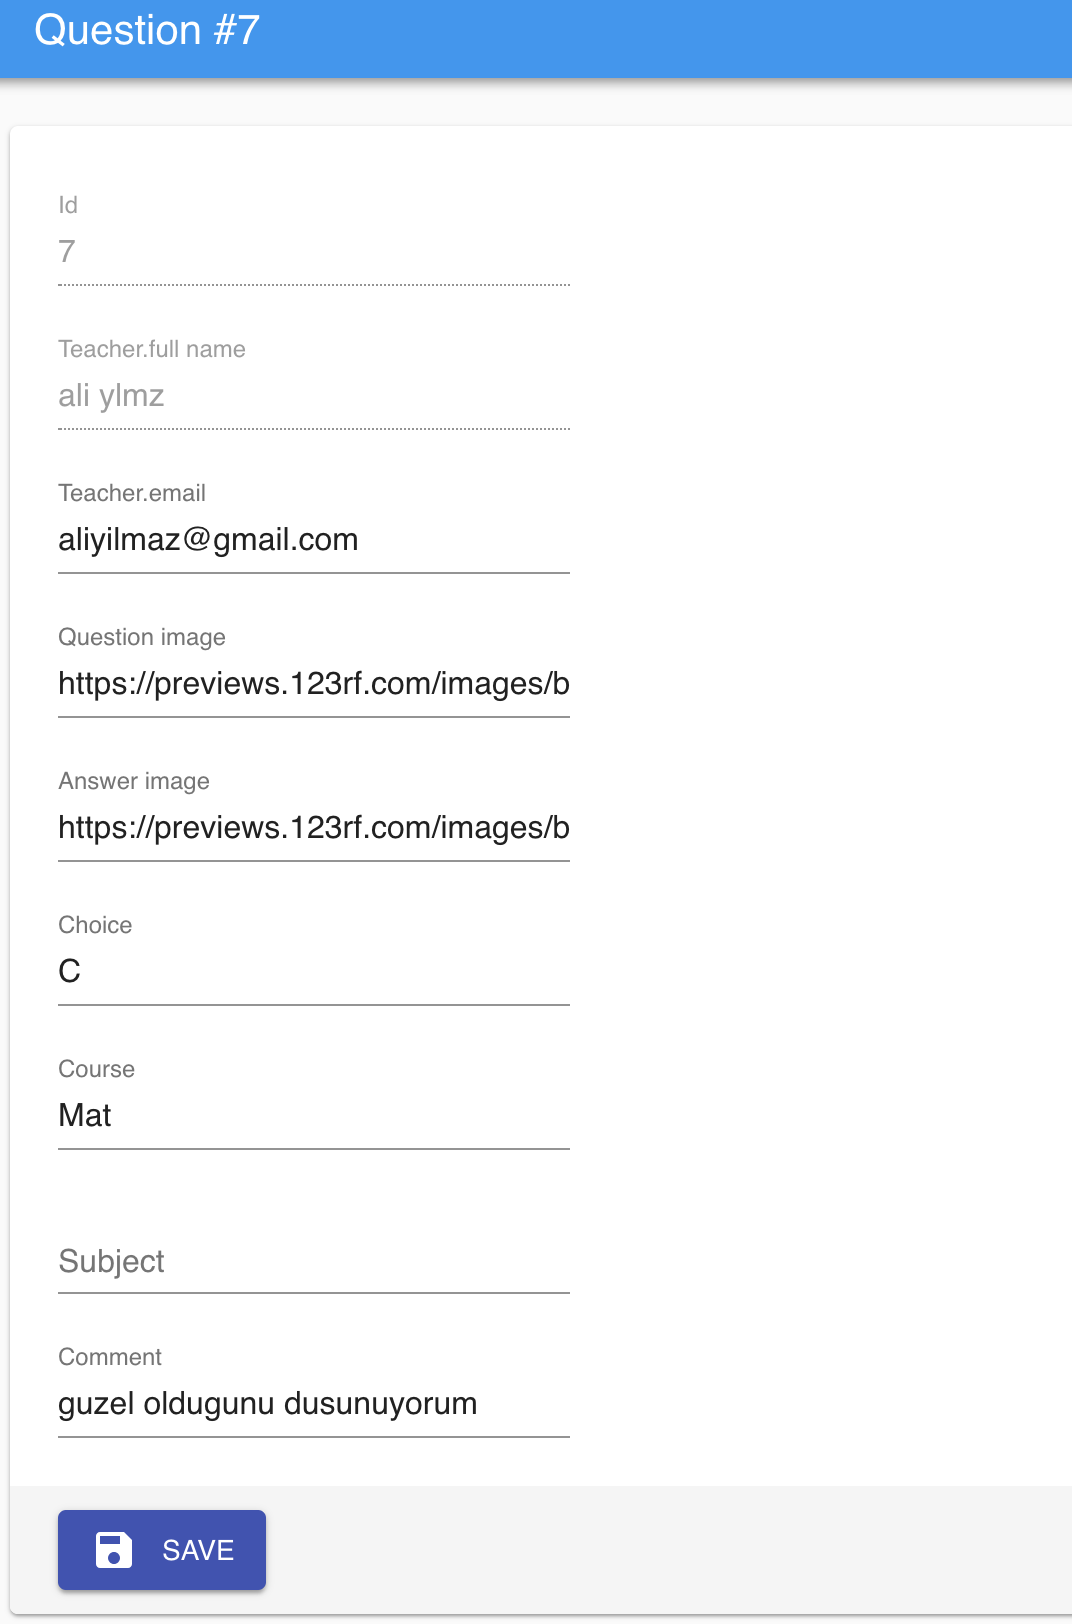 Question #7
Id
7
Teacher.full name
ali ylmz
Teacher.email
aliyilmaz@gmail.com
Question image
https://previews.123rf.com/images/b
Answer image
https://previews.123rf.com/images/b
Choice
C
Course
Mat
Subject
Comment
guzel oldugunu dusunuyorum
SAVE